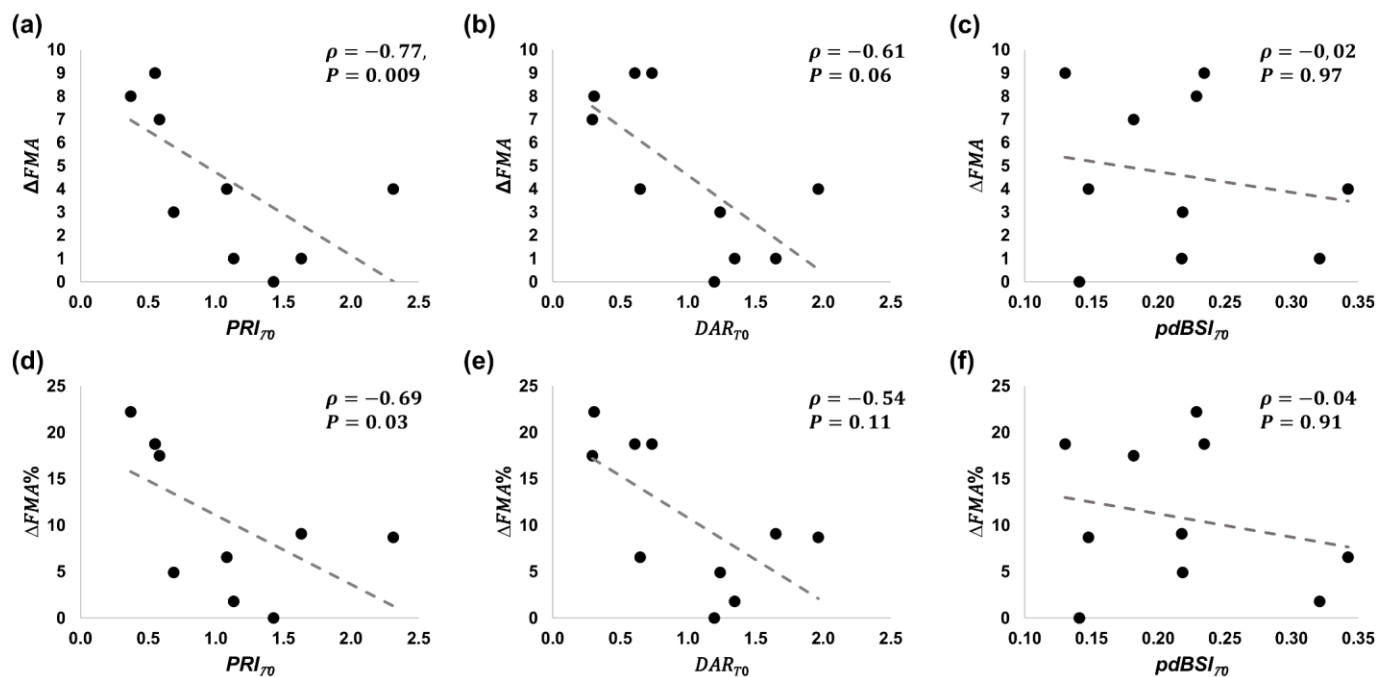 (a)
ρ = −0.77,
P = 0.009
10
9
8
7
6
5
4
3
2
1
0
ΔFMA
0.0 0.5 1.0 1.5 2.0 2.5
PRI_T0
(b)
ρ = −0.61
P = 0.06
10
9
8
7
6
5
4
3
2
1
0
ΔFMA
0.0 0.5 1.0 1.5 2.0 2.5
DAR_T0
(c)
ρ = −0,02
P = 0.97
10
9
8
7
6
5
4
3
2
1
0
ΔFMA
0.10 0.15 0.20 0.25 0.30 0.35
pdBSI_T0
(d)
ρ = −0.69
P = 0.03
25
20
15
10
5
0
ΔFMA%
0.0 0.5 1.0 1.5 2.0 2.5
PRI_T0
(e)
ρ = −0.54
P = 0.11
25
20
15
10
5
0
ΔFMA%
0.0 0.5 1.0 1.5 2.0 2.5
DAR_T0
(f)
ρ = −0.04
P = 0.91
25
20
15
10
5
0
ΔFMA%
0.10 0.15 0.20 0.25 0.30 0.35
pdBSI_T0